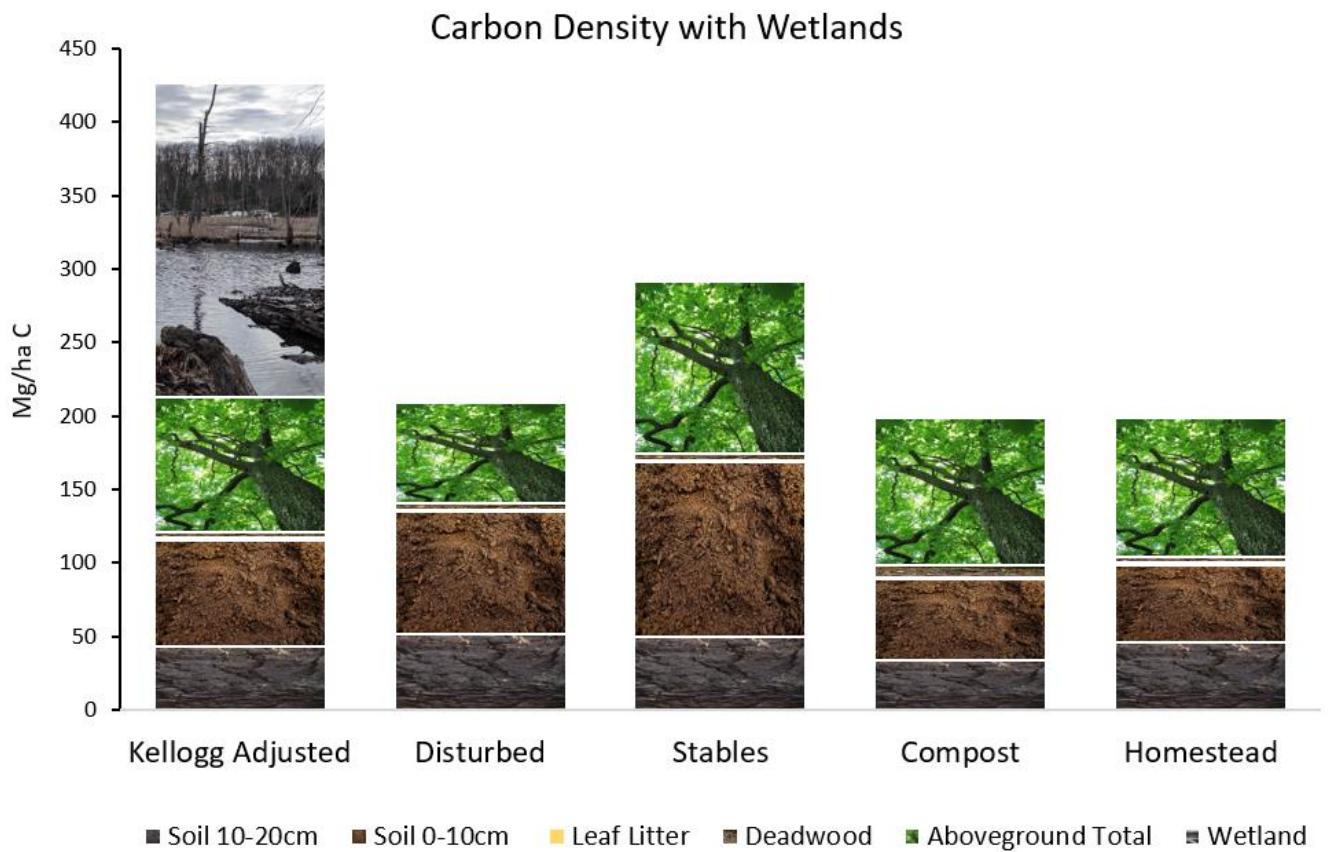 Carbon Density with Wetlands
450
400
350
300
250
200
150
100
50
0
Mg/ha C
Kellogg Adjusted Disturbed Stables Compost Homestead
Soil 10-20cm Soil 0-10cm Leaf Litter Deadwood Aboveground Total Wetland